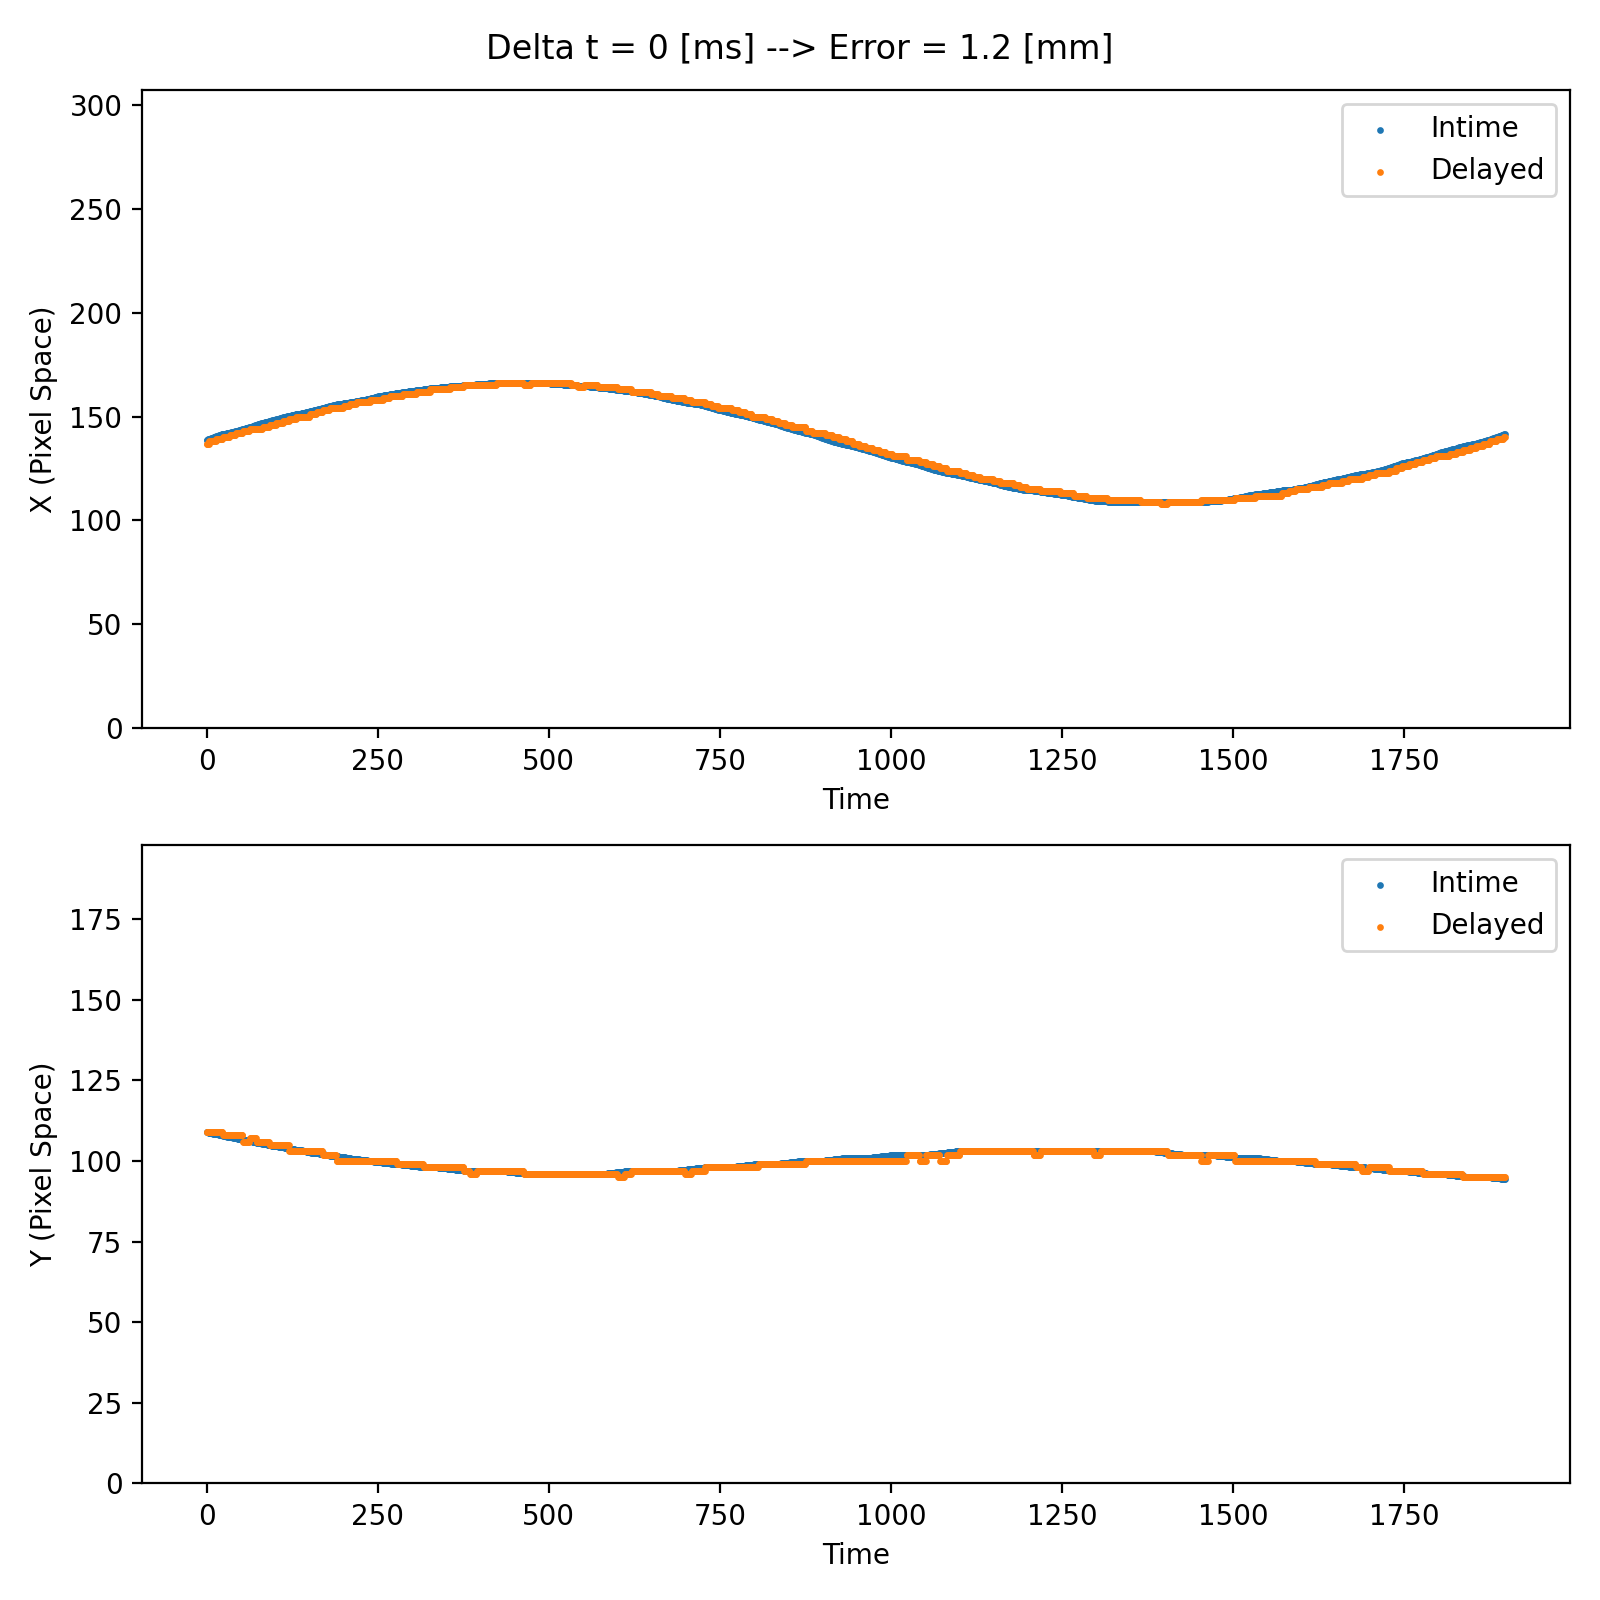 Delta t = 0 [ms] --> Error = 1.2 [mm]
300
250
200
150
100
50
0
X (Pixel Space)
Intime
Delayed
0 250 500 750 1000 1250 1500 1750
Time
175
150
125
100
75
50
25
0
Y (Pixel Space)
Intime
Delayed
0 250 500 750 1000 1250 1500 1750
Time